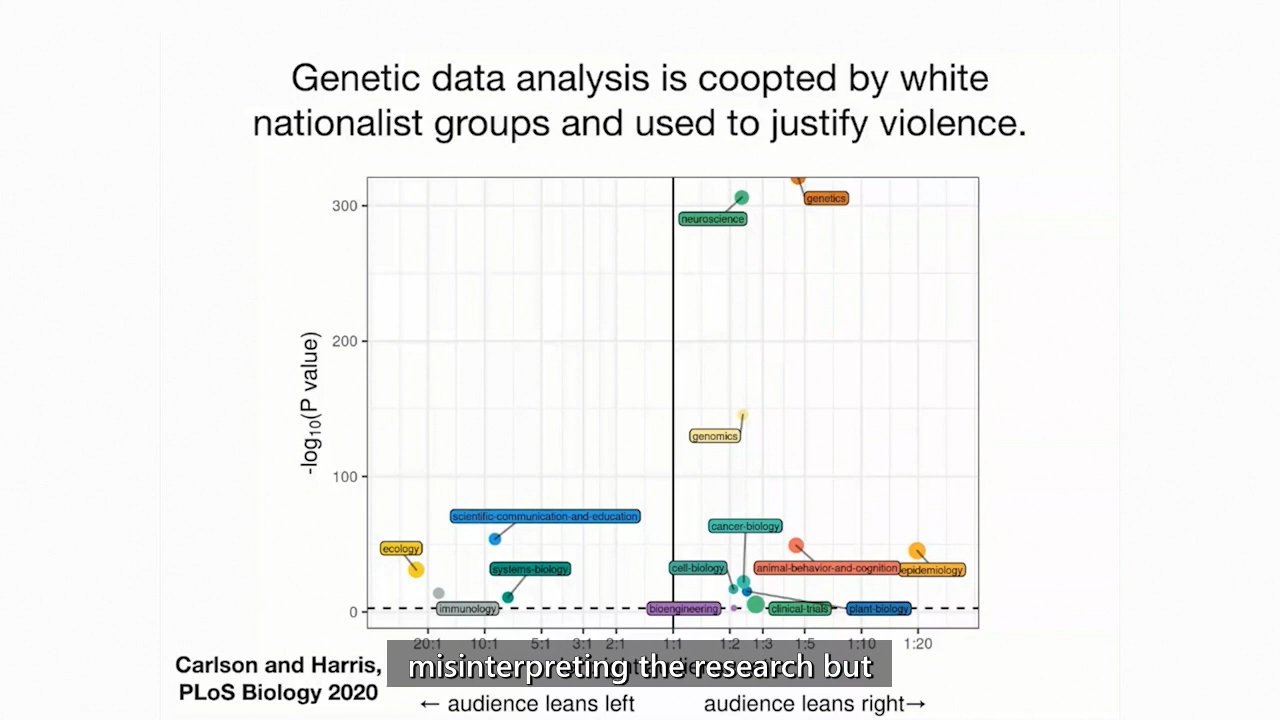 Genetic data analysis is coopted by white
nationalist groups and used to justify violence.
300
200
100
0
-log10(P value)
neuroscience
genetics
genomics
scientific-communication-and-education
ecology
systems-biology
immunology
cancer-biology
cell-biology
animal-behavior-and-cognition
epidemiology
bioengineering
clinical-trials
plant-biology
20:1 10:1 5:1 3:1 2:1 1:1 1:2 1:3 1:5 1:10 1:20
Carlson and Harris,
PLoS Biology 2020
misinterpreting the research but
← audience leans left
audience leans right→